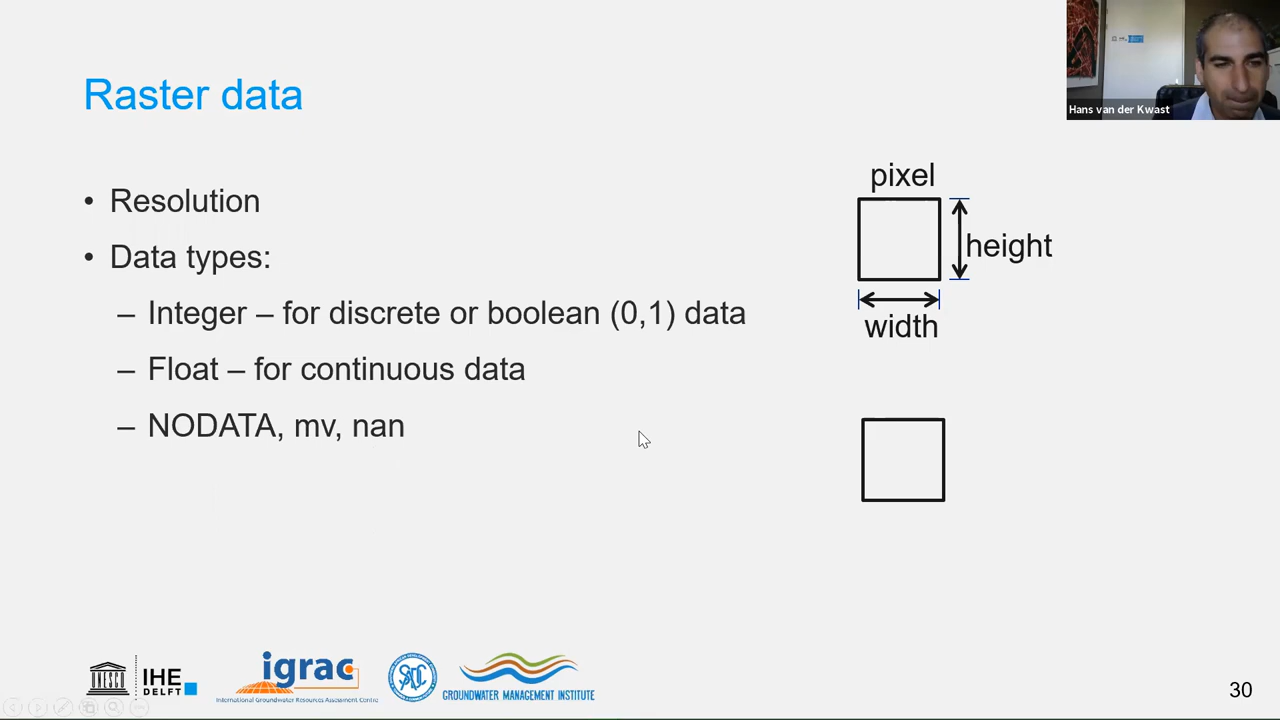 Raster data
Hans van der Kwast
• Resolution
• Data types:
– Integer – for discrete or boolean (0,1) data
– Float – for continuous data
– NODATA, mv, nan
pixel
height
width
UNESCO
IHE
DELFT
igrac
International Groundwater Resources Assessment Centre
GROUNDWATER MANAGEMENT INSTITUTE
30